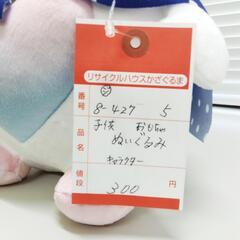 リサイクルハウスかざぐるま
番号 8-427 5
品名 子供 おもちゃ
ぬいぐるみ
キャラクター
値段 300 円